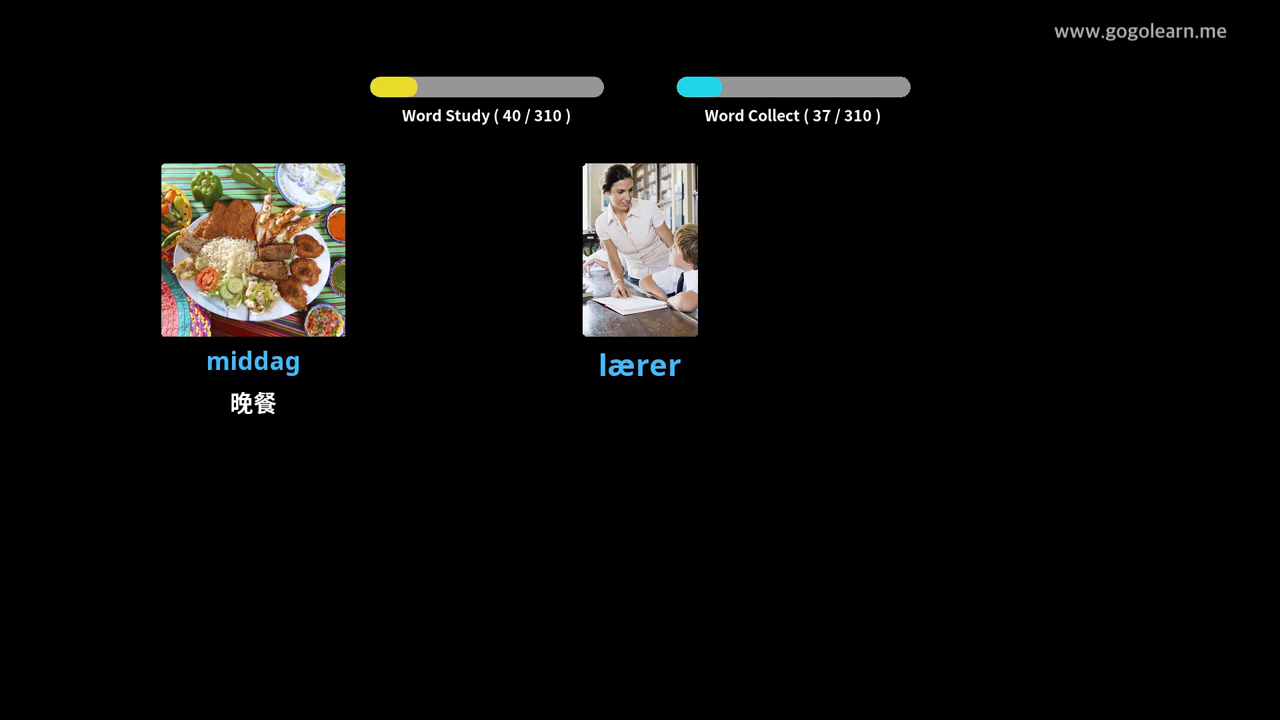 www.gogolearn.me
Word Study ( 40 / 310 )
Word Collect ( 37 / 310 )
middag
晚餐
lærer